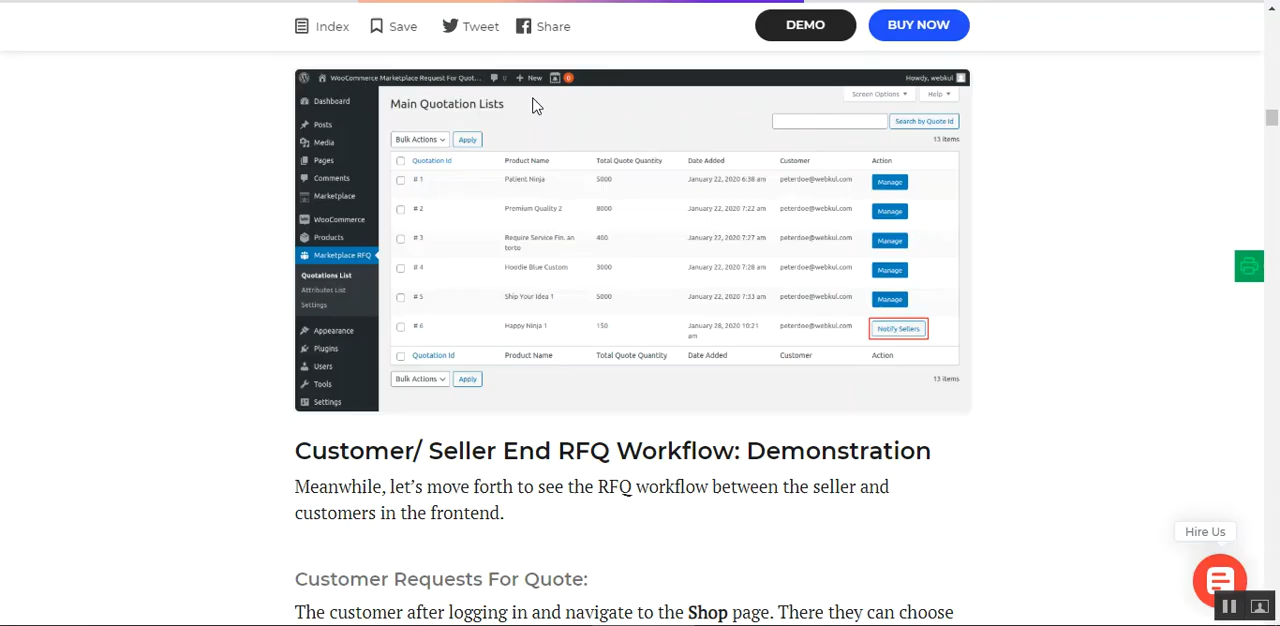 Index Save Tweet Share DEMO BUY NOW
WooCommerce Marketplace Request For Quot... 0 New 0 Howdy, webkul
Screen Options Help
Main Quotation Lists
Search by Quote Id
Bulk Actions Apply 13 items
Quotation Id Product Name Total Quote Quantity Date Added Customer Action
# 1 Patient Ninja 5000 January 22, 2020 6:38 am peterdoe@webkul.com Manage
# 2 Premium Quality 2 8000 January 22, 2020 7:22 am peterdoe@webkul.com Manage
# 3 Require Service Fin. an 400 January 22, 2020 7:27 am peterdoe@webkul.com Manage
torto
# 4 Hoodie Blue Custom 3000 January 22, 2020 7:28 am peterdoe@webkul.com Manage
# 5 Ship Your Idea 1 5000 January 22, 2020 7:33 am peterdoe@webkul.com Manage
# 6 Happy Ninja 1 150 January 28, 2020 10:21 peterdoe@webkul.com Notify Sellers
am
Quotation Id Product Name Total Quote Quantity Date Added Customer Action
Bulk Actions Apply 13 items
Dashboard
Posts
Media
Pages
Comments
Marketplace
WooCommerce
Products
Marketplace RFQ
Quotations List
Attributes List
Settings
Appearance
Plugins
Users
Tools
Settings
Customer/ Seller End RFQ Workflow: Demonstration
Meanwhile, let’s move forth to see the RFQ workflow between the seller and
customers in the frontend.
Hire Us
Customer Requests For Quote:
The customer after logging in and navigate to the Shop page. There they can choose